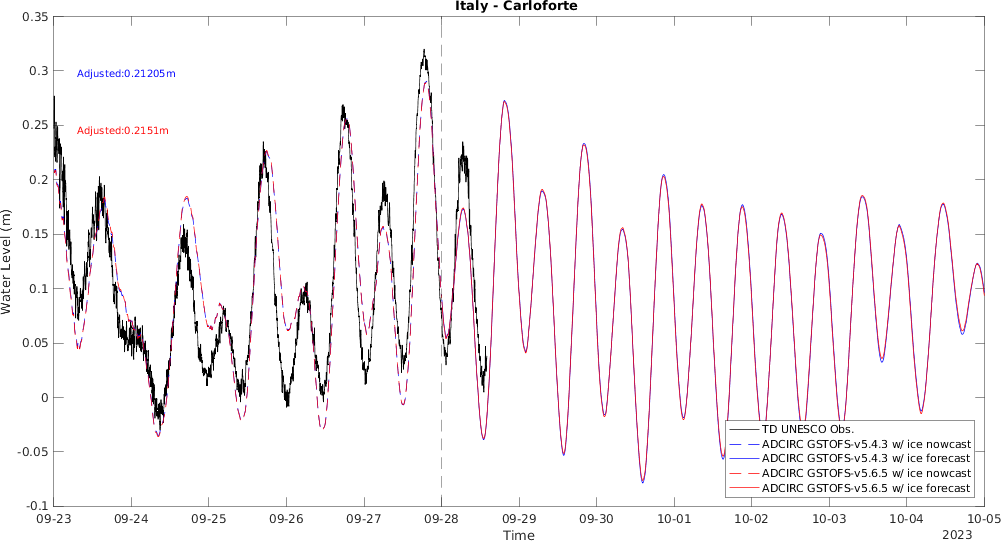 Italy - Carloforte
0.35
0.3
0.25
0.2
0.15
0.1
0.05
0
-0.05
-0.1
Water Level (m)
Adjusted:0.21205m
Adjusted:0.2151m
TD UNESCO Obs.
ADCIRC GSTOFS-v5.4.3 w/ ice nowcast
ADCIRC GSTOFS-v5.4.3 w/ ice forecast
ADCIRC GSTOFS-v5.6.5 w/ ice nowcast
ADCIRC GSTOFS-v5.6.5 w/ ice forecast
09-23 09-24 09-25 09-26 09-27 09-28 09-29 09-30 10-01 10-02 10-03 10-04 10-05
Time
2023